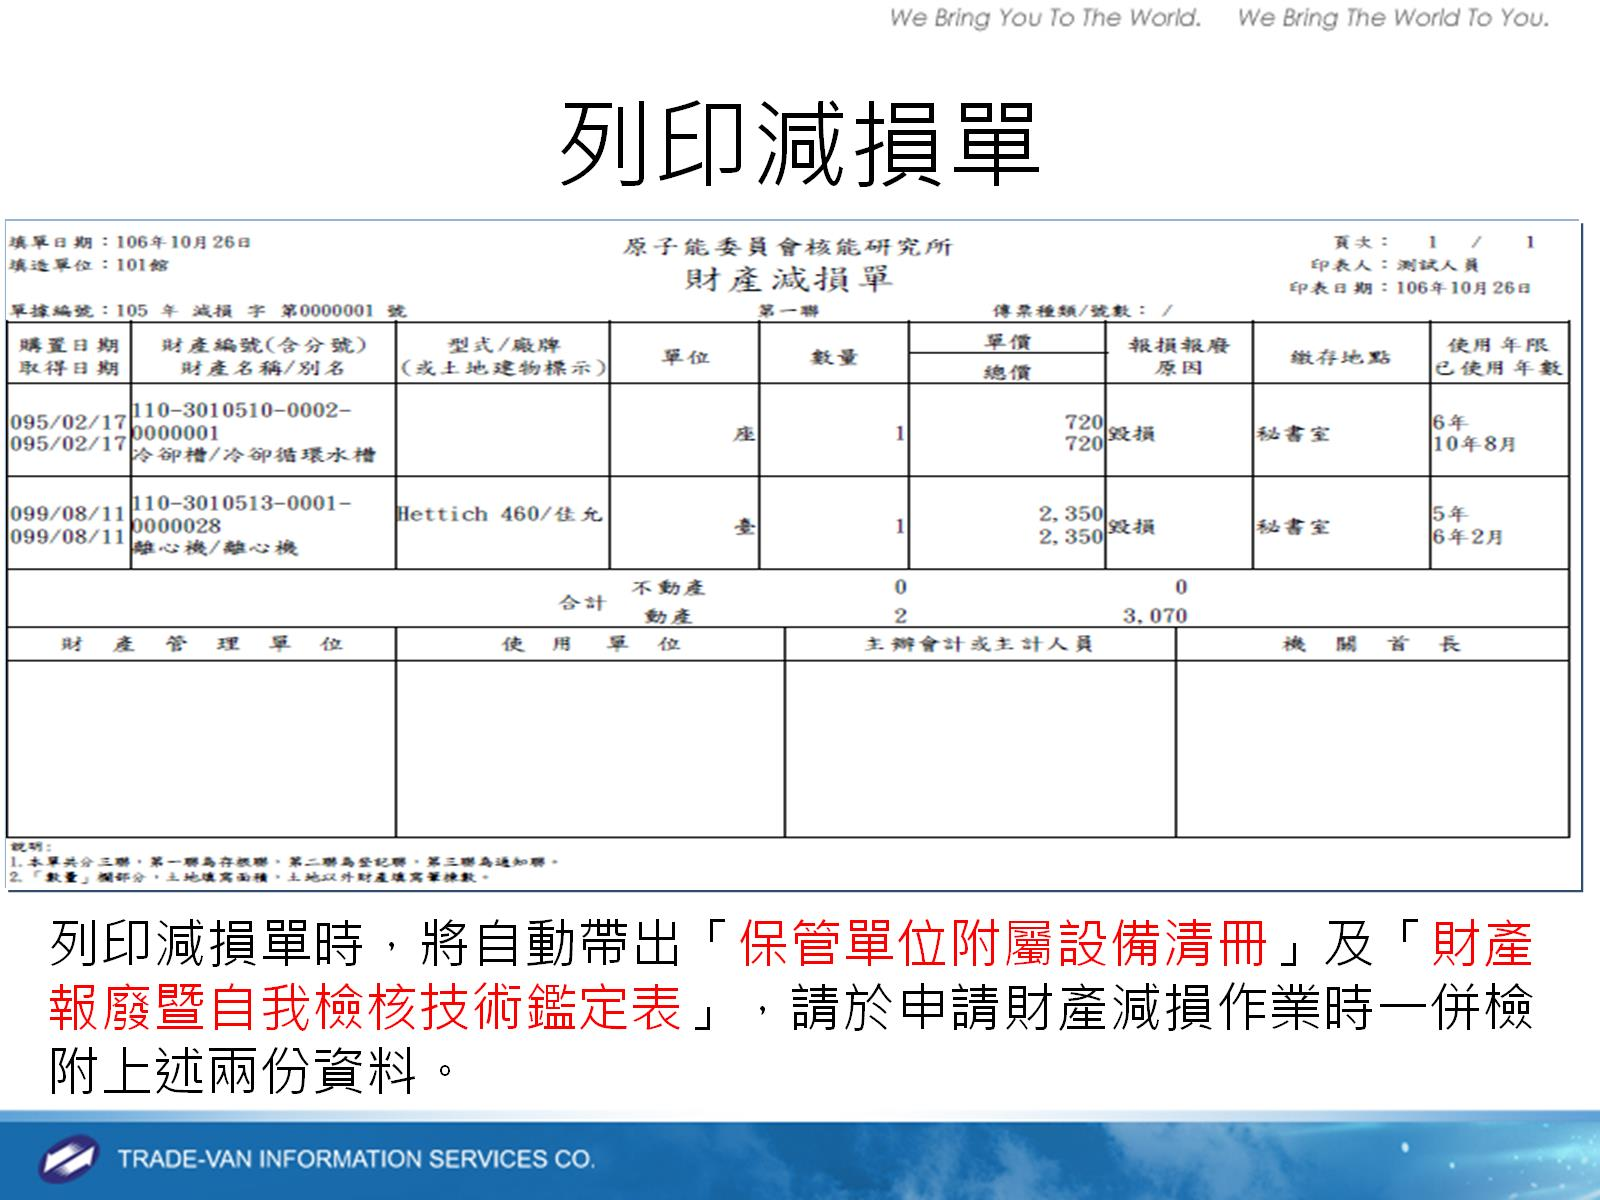 We Bring You To The World. We Bring The World To You.
列印減損單
填單日期：106年10月26日
填造單位：101館
原子能委員會核能研究所
財產減損單
頁次： 1 / 1
印表人：測試人員
印表日期：106年10月26日
單據編號：105 年 減損 字 第0000001 號
第一聯
傳票種類/號數： /
購置日期
取得日期
財產編號(含分號)
財產名稱/別名
型式/廠牌
(或土地建物標示)
單位
數量
單價
總價
報損報廢
原因
繳存地點
使用年限
已使用年數
095/02/17
095/02/17
110-3010510-0002-
0000001
冷卻槽/冷卻循環水槽
座
1
720
720
毀損
秘書室
6年
10年8月
099/08/11
099/08/11
110-3010513-0001-
0000028
離心機/離心機
Hettich 460/佳允
臺
1
2,350
2,350
毀損
秘書室
5年
6年2月
合計
不動產 0 0
動產 2 3,070
財產管理單位
使用單位
主辦會計或主計人員
機關首長
說明：
1.本單共分三聯，第一聯為存根聯，第二聯為登記聯，第三聯為通知聯。
2.「數量」欄部分，土地填寫面積，土地以外財產填寫筆棟數。
列印減損單時，將自動帶出「保管單位附屬設備清冊」及「財產
報廢暨自我檢核技術鑑定表」，請於申請財產減損作業時一併檢
附上述兩份資料。
TRADE-VAN INFORMATION SERVICES CO.